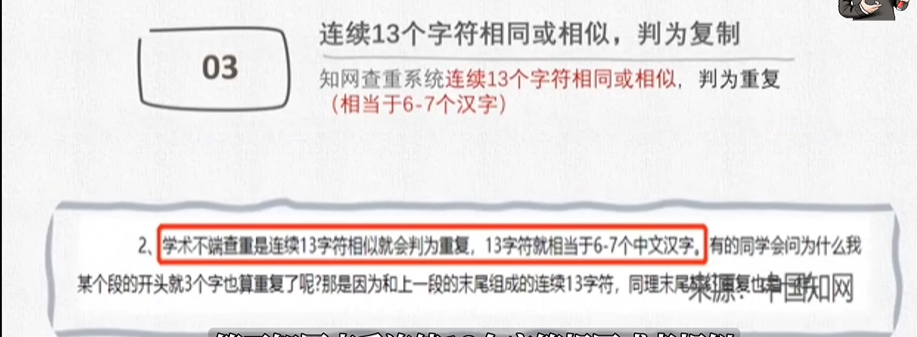 03
连续13个字符相同或相似，判为复制
知网查重系统连续13个字符相同或相似，判为重复
（相当于6-7个汉字）
2、学术不端查重是连续13字符相似就会判为重复，13字符就相当于6-7个中文汉字。有的同学会问为什么我
某个段的开头就3个字也算重复了呢?那是因为和上一段的末尾组成的连续13字符，同理末尾
重复也
来源：中国知网